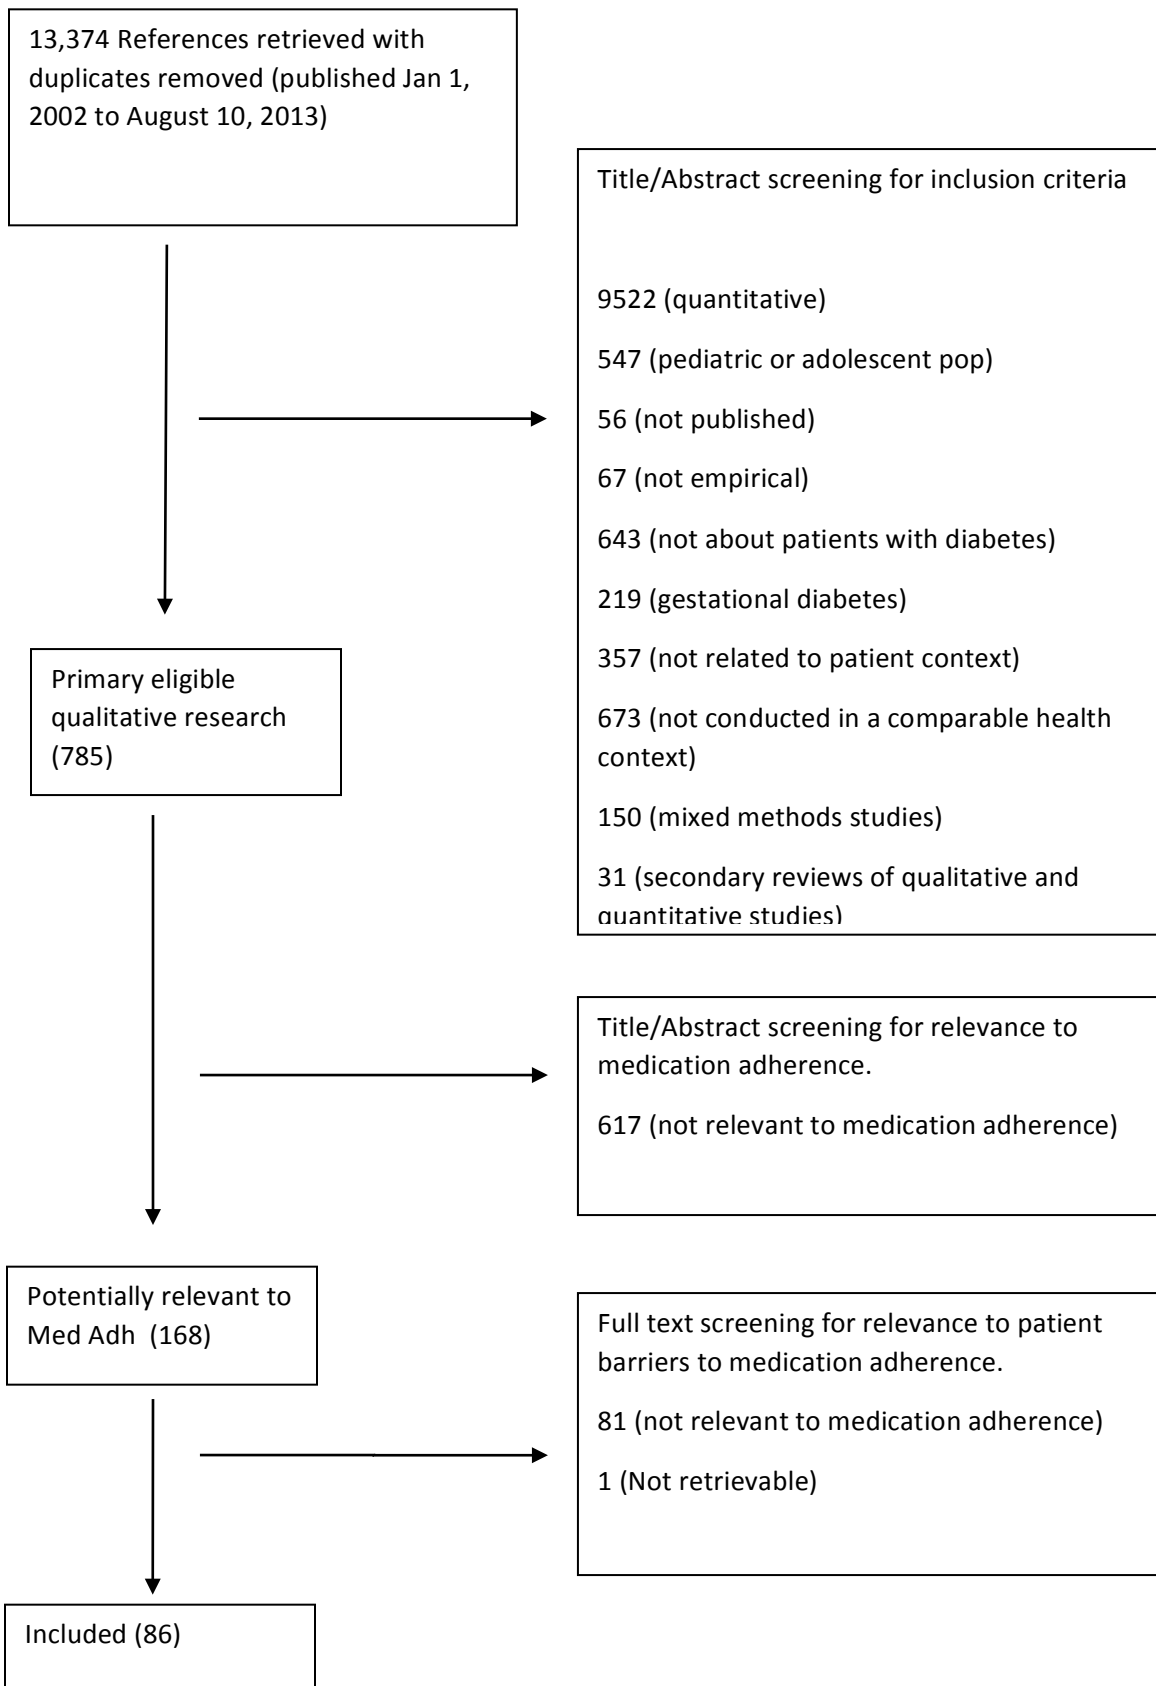 13,374 References retrieved with
duplicates removed (published Jan 1,
2002 to August 10, 2013)
Title/Abstract screening for inclusion criteria
9522 (quantitative)
547 (pediatric or adolescent pop)
56 (not published)
67 (not empirical)
643 (not about patients with diabetes)
219 (gestational diabetes)
357 (not related to patient context)
673 (not conducted in a comparable health
context)
150 (mixed methods studies)
31 (secondary reviews of qualitative and
quantitative studies)
Primary eligible
qualitative research
(785)
Title/Abstract screening for relevance to
medication adherence.
617 (not relevant to medication adherence)
Potentially relevant to
Med Adh (168)
Full text screening for relevance to patient
barriers to medication adherence.
81 (not relevant to medication adherence)
1 (Not retrievable)
Included (86)